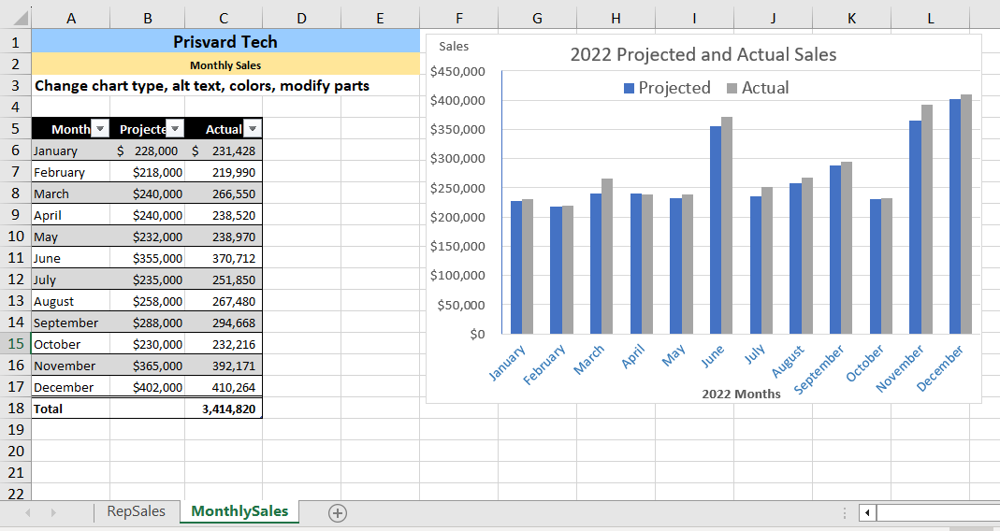 A B C D E F G H I J K L
1 Prisvard Tech
2 Monthly Sales
3 Change chart type, alt text, colors, modify parts
4
5 Month Projecte Actual
6 January $ 228,000 $ 231,428
7 February $218,000 219,990
8 March $240,000 266,550
9 April $240,000 238,520
10 May $232,000 238,970
11 June $355,000 370,712
12 July $235,000 251,850
13 August $258,000 267,480
14 September $288,000 294,668
15 October $230,000 232,216
16 November $365,000 392,171
17 December $402,000 410,264
18 Total 3,414,820
19
20
21
22
Sales
2022 Projected and Actual Sales
Projected Actual
$450,000
$400,000
$350,000
$300,000
$250,000
$200,000
$150,000
$100,000
$50,000
$0
January February March April May June July August September October November December
2022 Months
RepSales MonthlySales